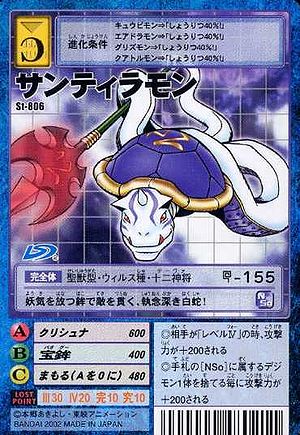 キュウビモン⇒「しょうりつ40%!」
エアドラモン⇒「しょうりつ40%!」
進化条件
グリズモン⇒「しょうりつ40%!」
クアトルモン⇒「しょうりつ40%!」
サンティラモン
St-806
完全体
聖獣型・ウィルス種・十二神将
-155
妖気を放つ鉾で敵を貫く、執念深き白蛇!
A クリシュナ 600
B 宝鉾 400
C まもる(Aを0に) 480
◎相手が「レベルⅣ」の時、攻撃力が+200される
◎手札の「NSo」に属するデジモン1体を捨てる毎に攻撃力が+200される
LOST POINT Ⅲ30 Ⅳ20 完10 究10
©本郷あきよし・東映アニメーション
BANDAI 2002 MADE IN JAPAN